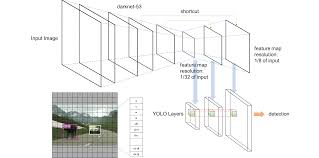 darknet-53
shortcut
Input Image
feature map
resolution:
1/8 of input
feature map
resolution:
1/32 of input
YOLO Layers
detection